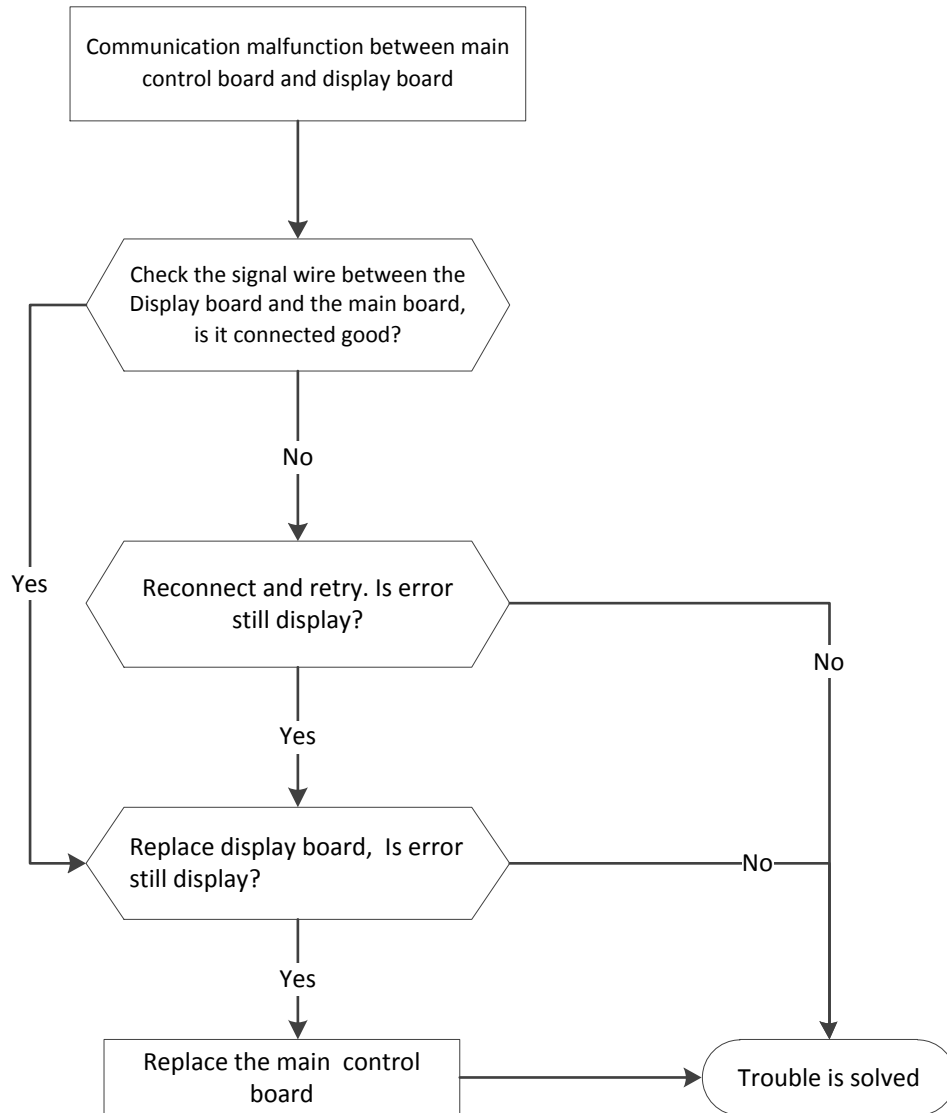 Communication malfunction between main
control board and display board
Check the signal wire between the
Display board and the main board,
is it connected good?
No
Yes
Reconnect and retry. Is error
still display?
No
Yes
Replace display board,  Is error
still display?
No
Yes
Replace the main  control
board
Trouble is solved